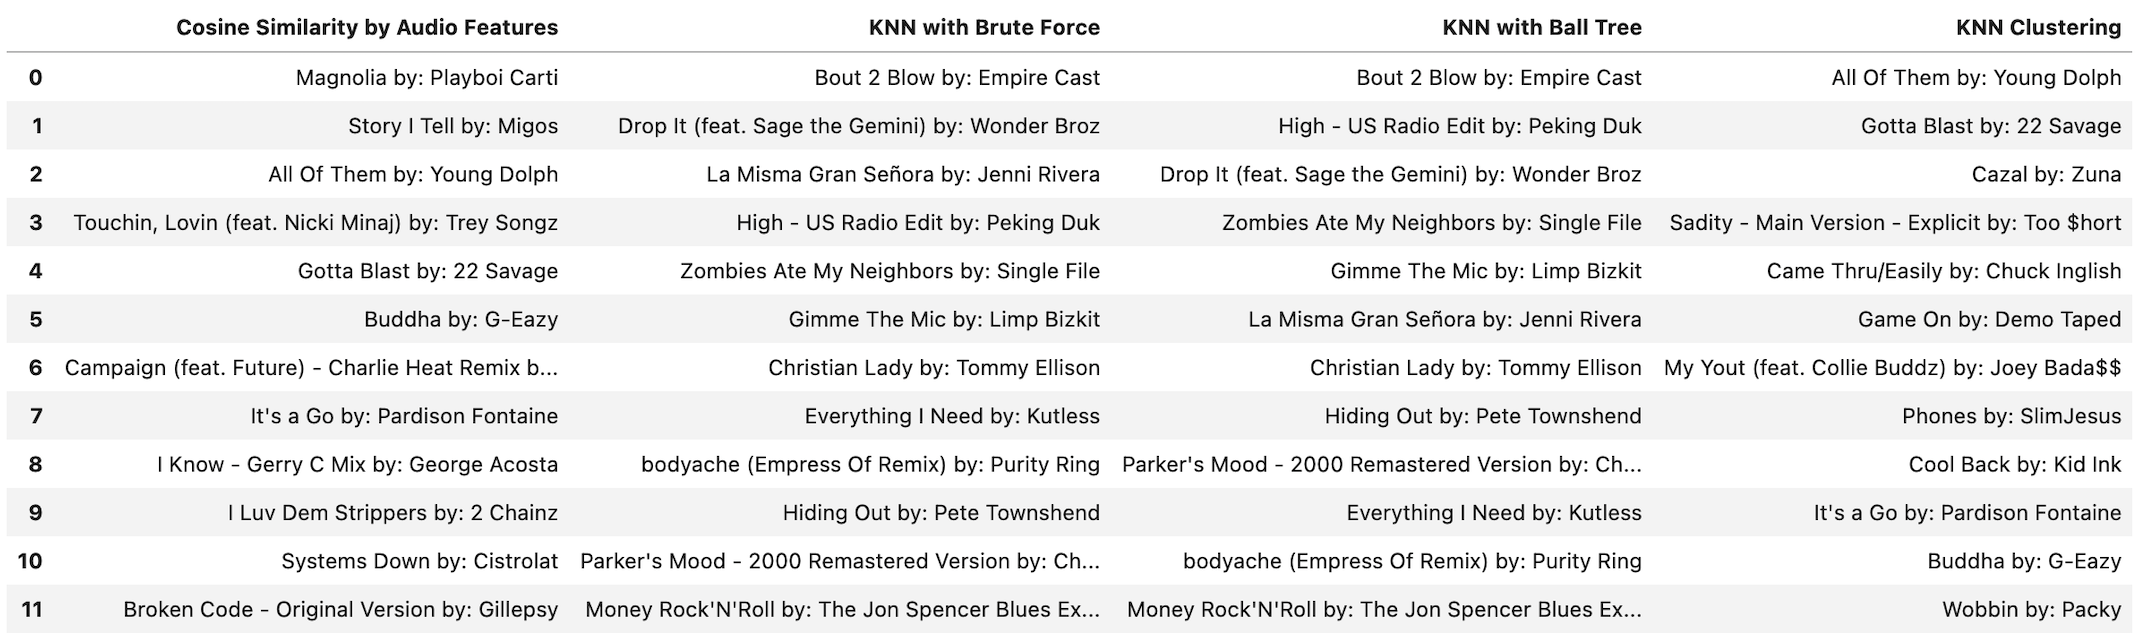 Cosine Similarity by Audio Features KNN with Brute Force KNN with Ball Tree KNN Clustering
0 Magnolia by: Playboi Carti Bout 2 Blow by: Empire Cast Bout 2 Blow by: Empire Cast All Of Them by: Young Dolph
1 Story I Tell by: Migos Drop It (feat. Sage the Gemini) by: Wonder Broz High - US Radio Edit by: Peking Duk Gotta Blast by: 22 Savage
2 All Of Them by: Young Dolph La Misma Gran Señora by: Jenni Rivera Drop It (feat. Sage the Gemini) by: Wonder Broz Cazal by: Zuna
3 Touchin, Lovin (feat. Nicki Minaj) by: Trey Songz High - US Radio Edit by: Peking Duk Zombies Ate My Neighbors by: Single File Sadity - Main Version - Explicit by: Too $hort
4 Gotta Blast by: 22 Savage Zombies Ate My Neighbors by: Single File Gimme The Mic by: Limp Bizkit Came Thru/Easily by: Chuck Inglish
5 Buddha by: G-Eazy Gimme The Mic by: Limp Bizkit La Misma Gran Señora by: Jenni Rivera Game On by: Demo Taped
6 Campaign (feat. Future) - Charlie Heat Remix b... Christian Lady by: Tommy Ellison Christian Lady by: Tommy Ellison My Yout (feat. Collie Buddz) by: Joey Bada$$
7 It's a Go by: Pardison Fontaine Everything I Need by: Kutless Hiding Out by: Pete Townshend Phones by: SlimJesus
8 I Know - Gerry C Mix by: George Acosta bodyache (Empress Of Remix) by: Purity Ring Parker's Mood - 2000 Remastered Version by: Ch... Cool Back by: Kid Ink
9 I Luv Dem Strippers by: 2 Chainz Hiding Out by: Pete Townshend Everything I Need by: Kutless It's a Go by: Pardison Fontaine
10 Systems Down by: Cistrolat Parker's Mood - 2000 Remastered Version by: Ch... bodyache (Empress Of Remix) by: Purity Ring Buddha by: G-Eazy
11 Broken Code - Original Version by: Gillepsy Money Rock'N'Roll by: The Jon Spencer Blues Ex... Money Rock'N'Roll by: The Jon Spencer Blues Ex... Wobbin by: Packy